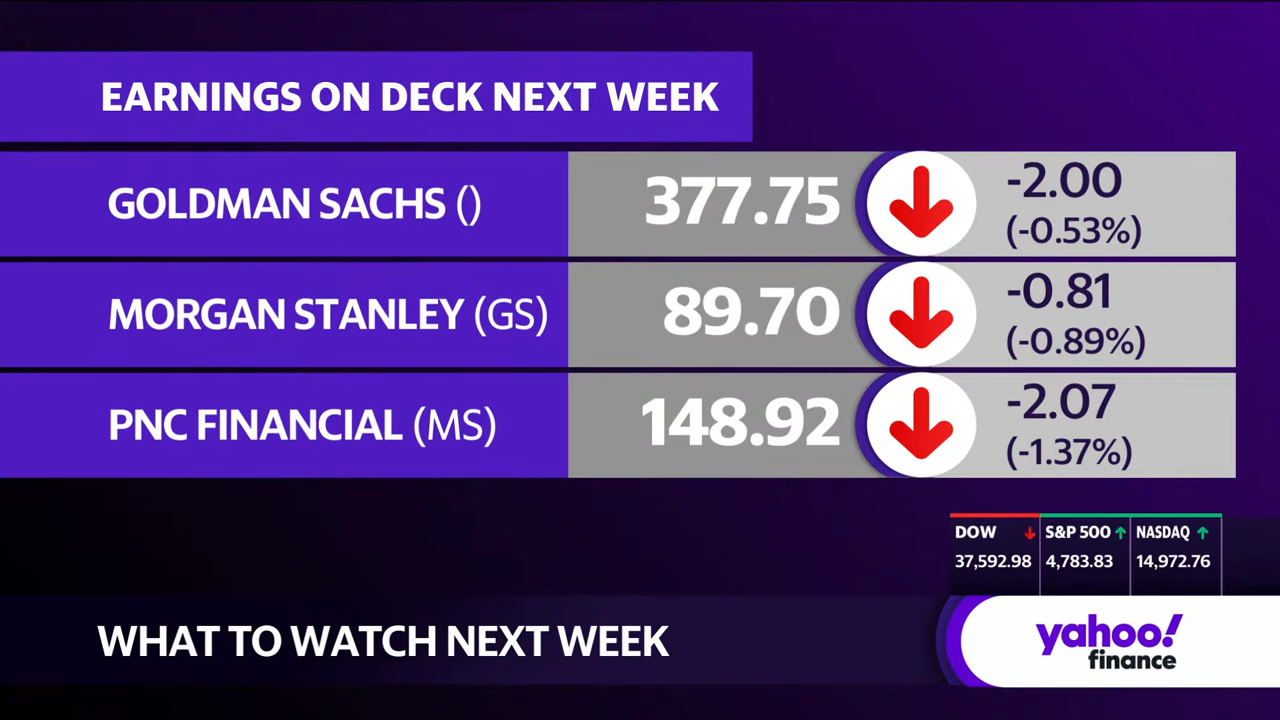 EARNINGS ON DECK NEXT WEEK
GOLDMAN SACHS () 377.75 -2.00 (-0.53%)
MORGAN STANLEY (GS) 89.70 -0.81 (-0.89%)
PNC FINANCIAL (MS) 148.92 -2.07 (-1.37%)
DOW S&P 500 NASDAQ
37,592.98 4,783.83 14,972.76
WHAT TO WATCH NEXT WEEK
yahoo!
finance